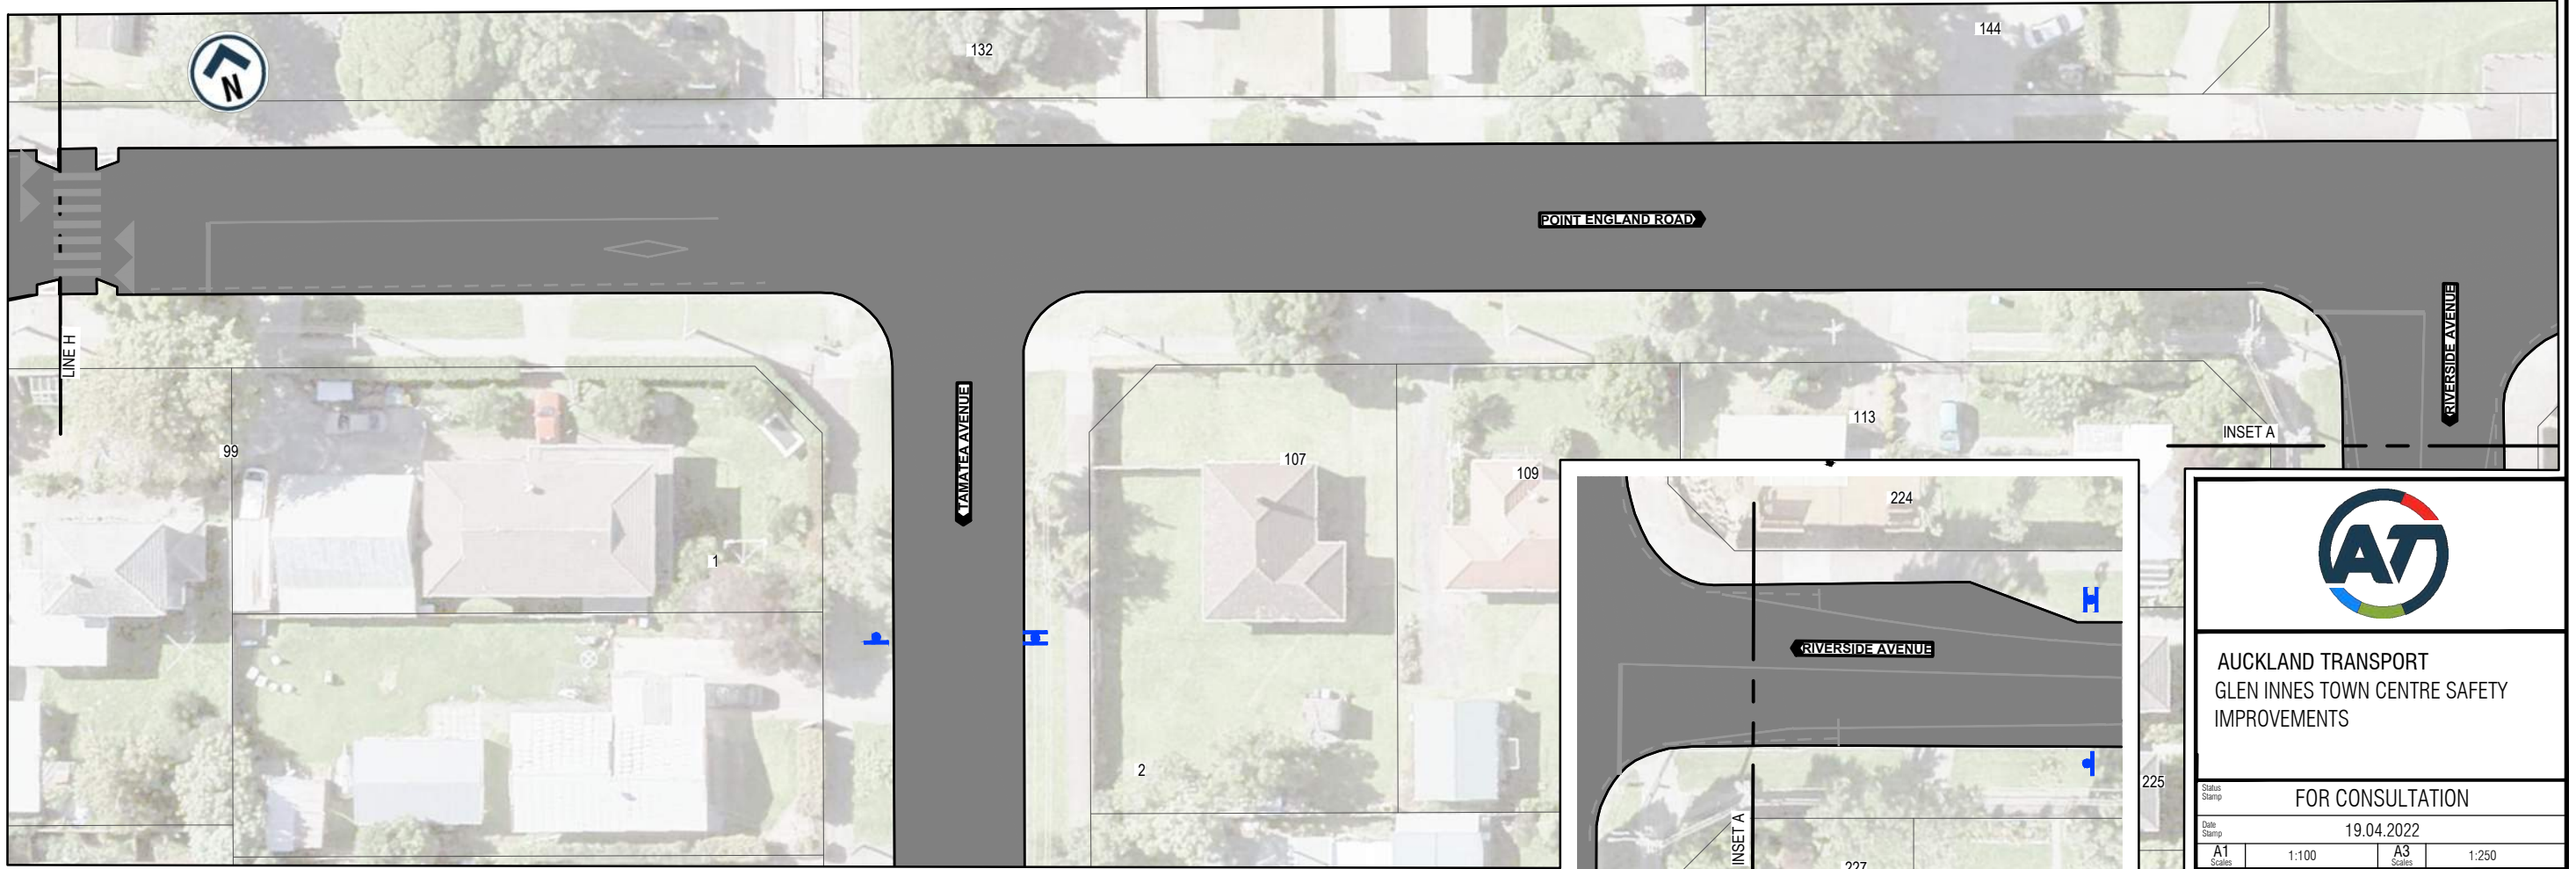 132
144
N
POINT ENGLAND ROAD
LINE H
TAMATEA AVENUE
RIVERSIDE AVENUE
99
107
109
113
INSET A
1
2
224
RIVERSIDE AVENUE
INSET A
227
225
AT
AUCKLAND TRANSPORT
GLEN INNES TOWN CENTRE SAFETY
IMPROVEMENTS
Status
Stamp
FOR CONSULTATION
Date
Stamp
19.04.2022
A1
Scales
1:100
A3
Scales
1:250